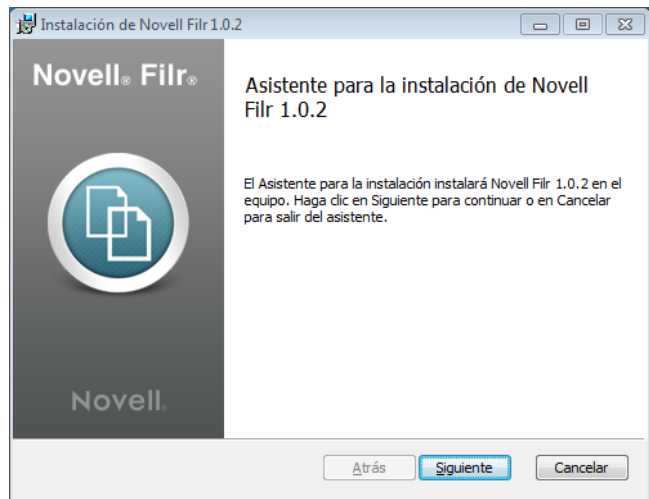 Instalación de Novell Filr 1.0.2
Novell® Filr®
Asistente para la instalación de Novell
Filr 1.0.2
El Asistente para la instalación instalará Novell Filr 1.0.2 en el
equipo. Haga clic en Siguiente para continuar o en Cancelar
para salir del asistente.
Novell®
Atrás
Siguiente
Cancelar